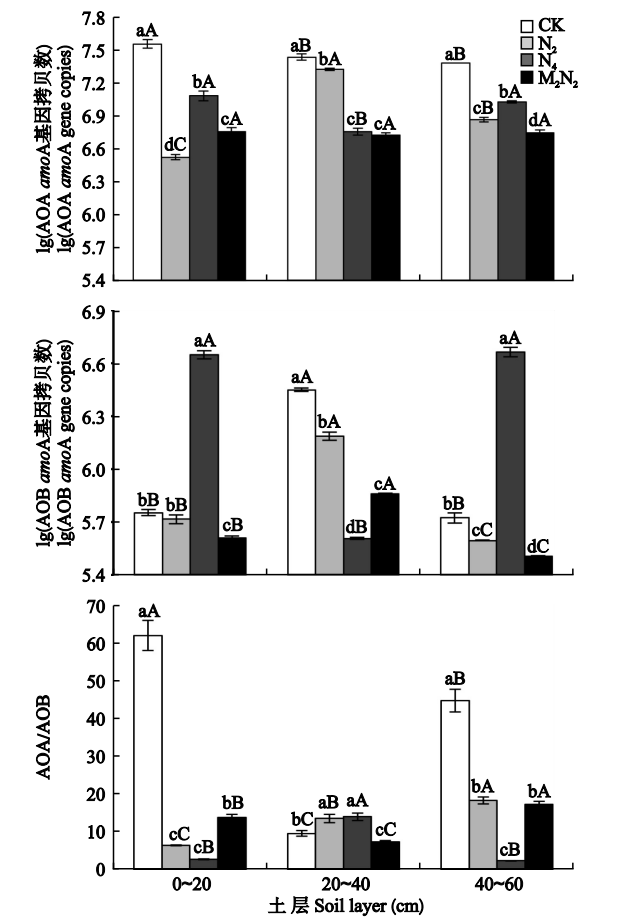 7.8
7.5
7.2
6.9
6.6
6.3
6.0
5.7
5.4
lg(AOA amoA基因拷贝数)
lg(AOA amoA gene copies)
aA
dC
bA
cA
aB
bA
cB
cA
aB
cB
bA
dA
CK
N₂
N₄
M₂N₂
6.9
6.6
6.3
6.0
5.7
5.4
lg(AOB amoA基因拷贝数)
lg(AOB amoA gene copies)
bB
bB
aA
cB
aA
bA
dB
cA
bB
cC
aA
dC
70
60
50
40
30
20
10
0
AOA/AOB
aA
cC
cB
bB
bC
aB
aA
cC
aB
bA
cB
bA
0~20
20~40
40~60
土 层 Soil layer (cm)